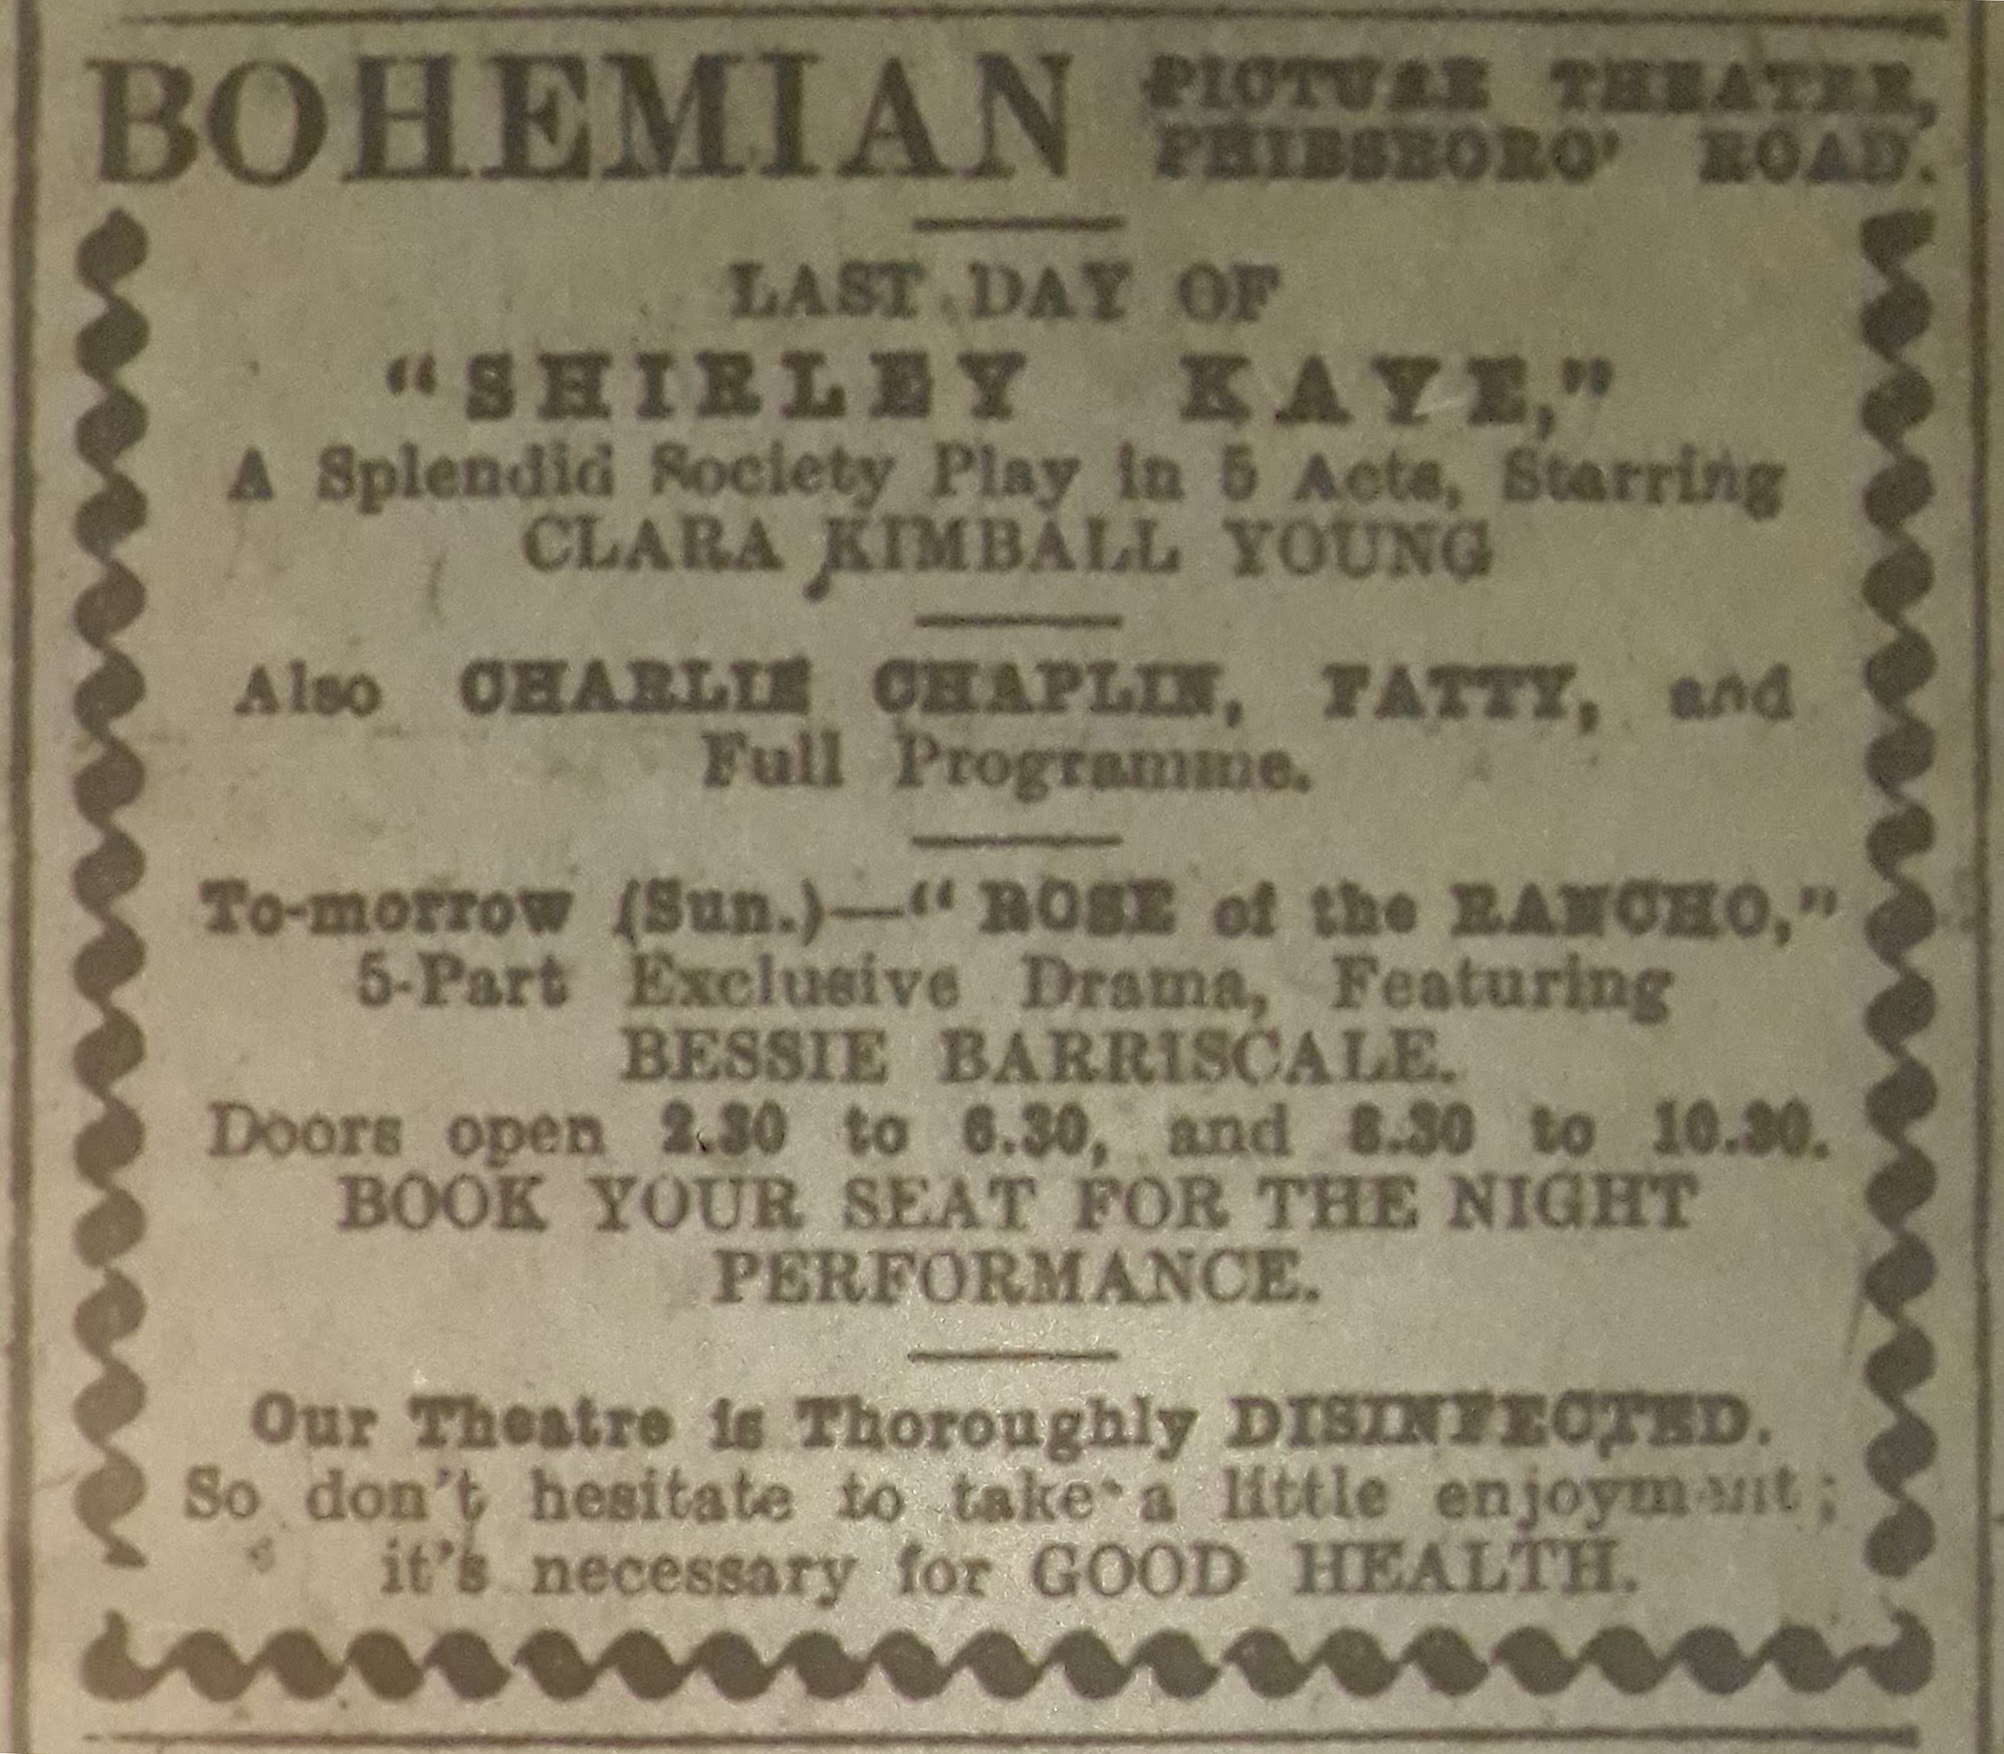 BOHEMIAN PICTURE THEATRE,
PHIBSBORO' ROAD.
LAST DAY OF
"SHIRLEY KAYE,"
A Splendid Society Play in 5 Acts, Starring
CLARA KIMBALL YOUNG
Also CHARLIE CHAPLIN, FATTY, and
Full Programme.
To-morrow (Sun.)—"ROSE of the RANCHO,"
5-Part Exclusive Drama, Featuring
BESSIE BARRISCALE.
Doors open 2.30 to 6.30, and 8.30 to 10.30.
BOOK YOUR SEAT FOR THE NIGHT
PERFORMANCE.
Our Theatre is Thoroughly DISINFECTED.
So don't hesitate to take a little enjoyment;
it's necessary for GOOD HEALTH.